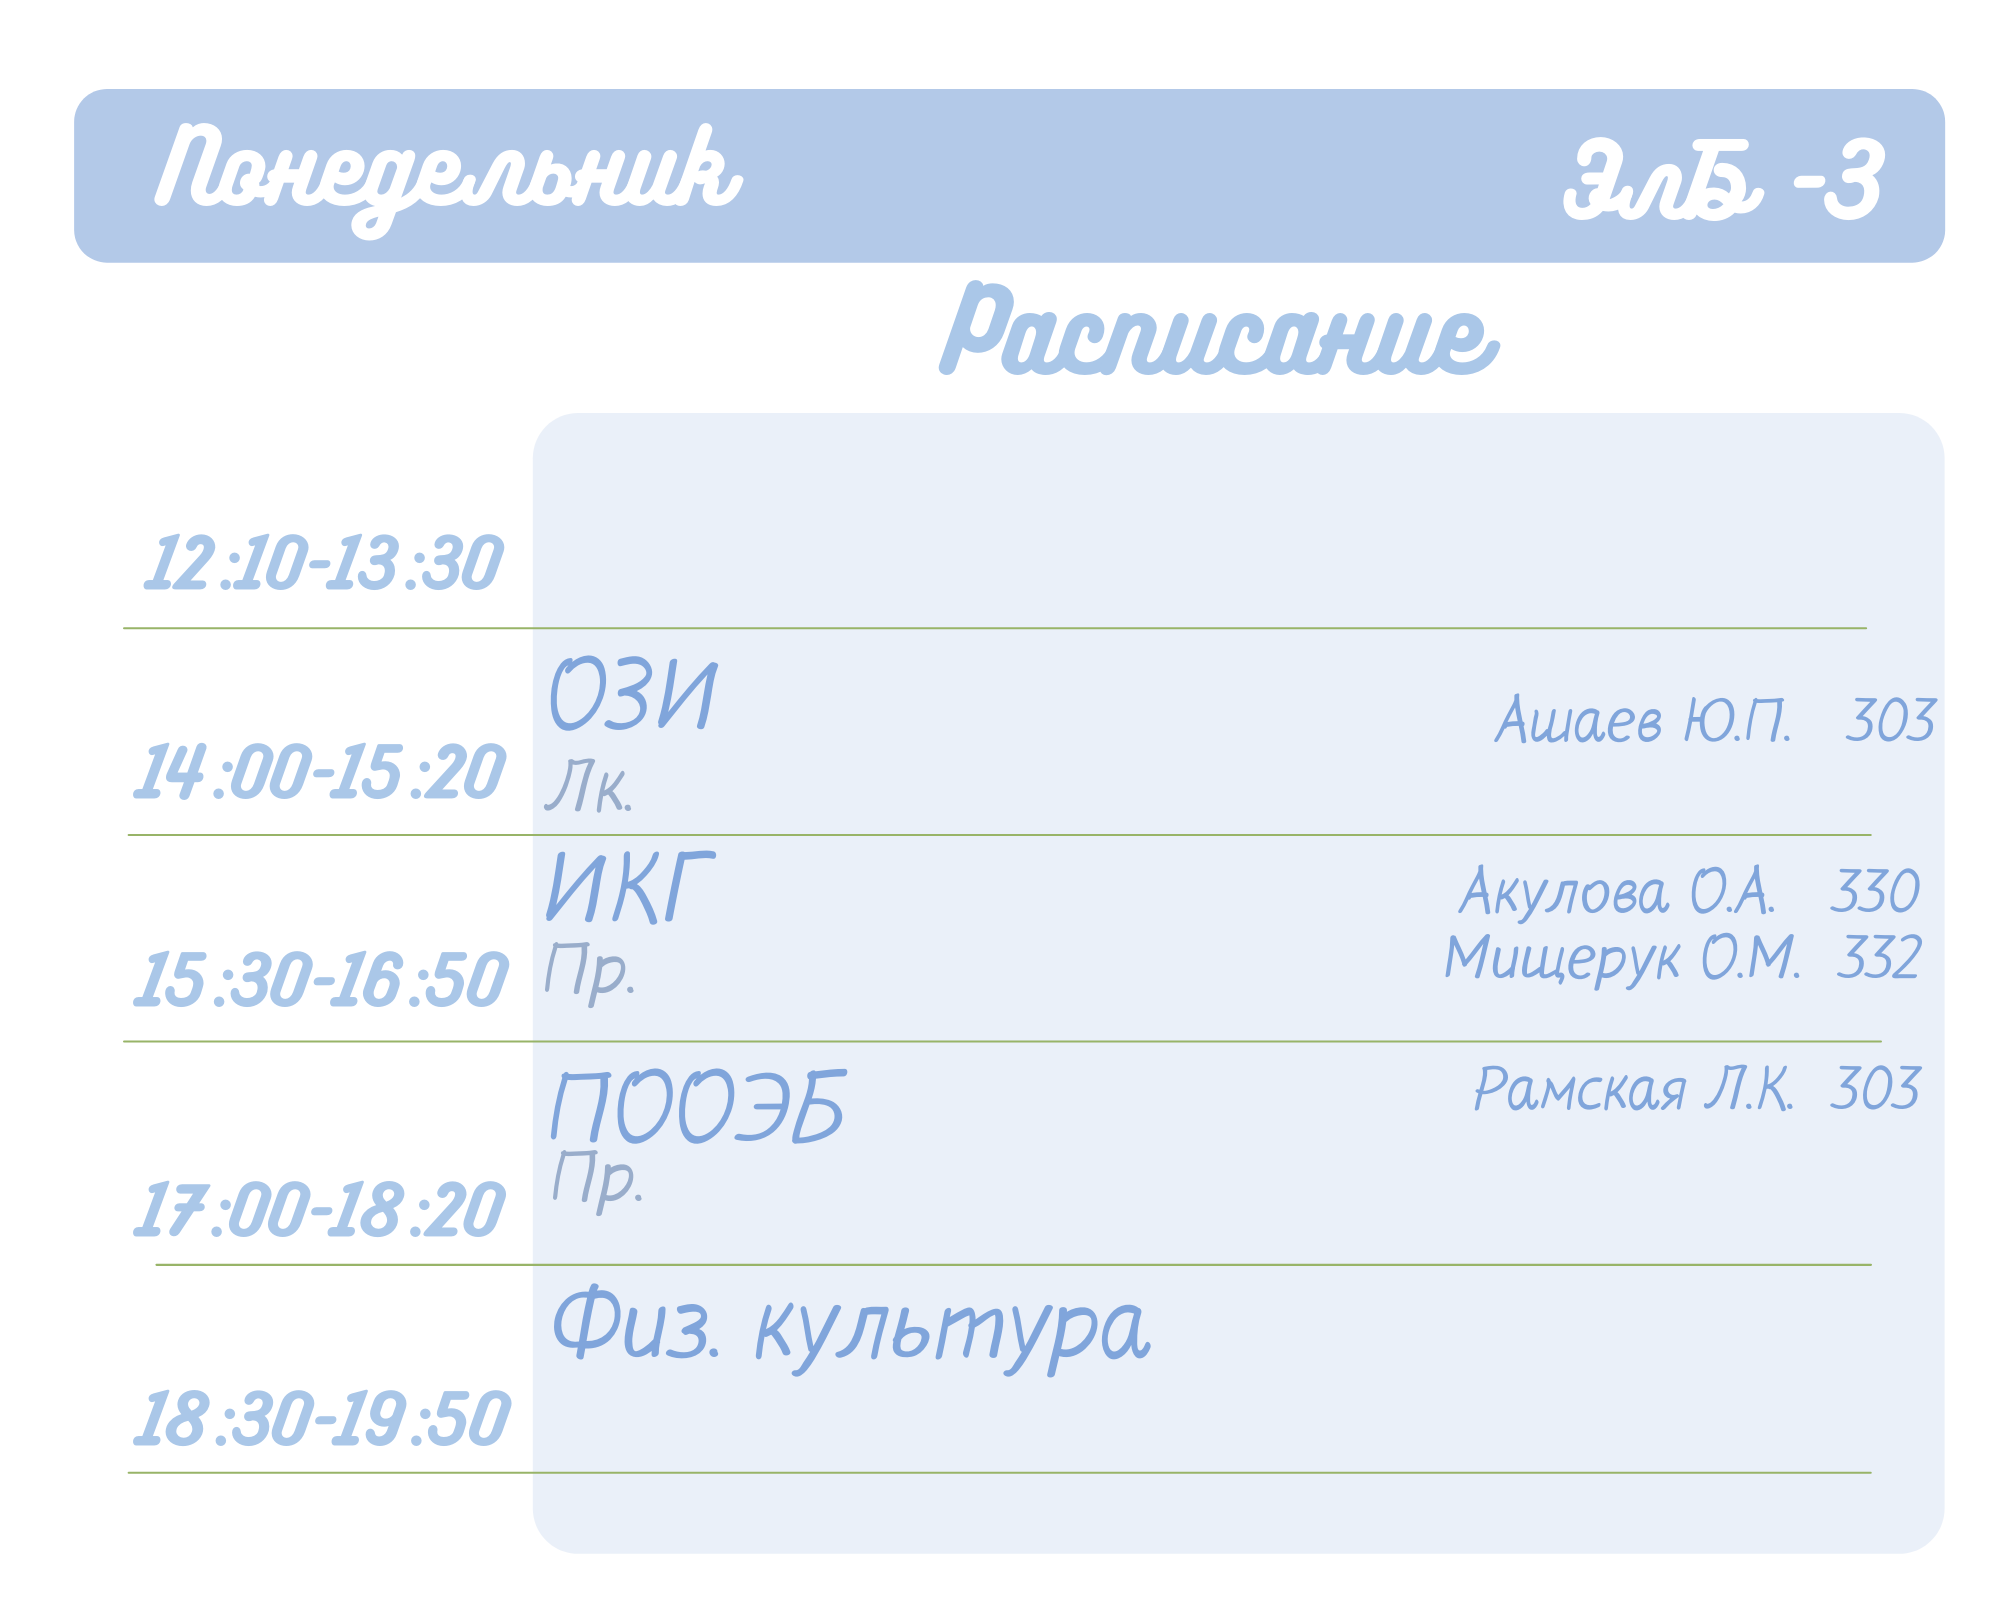 Понедельник ЭлБ -3
Расписание
12:10-13:30
ОЗИ Ашаев Ю.П. 303
14:00-15:20
Лк.
ИКГ Акулова О.А. 330
Мищерук О.М. 332
15:30-16:50
Пр.
ПООЭБ Рамская Л.К. 303
Пр.
17:00-18:20
Физ. культура
18:30-19:50